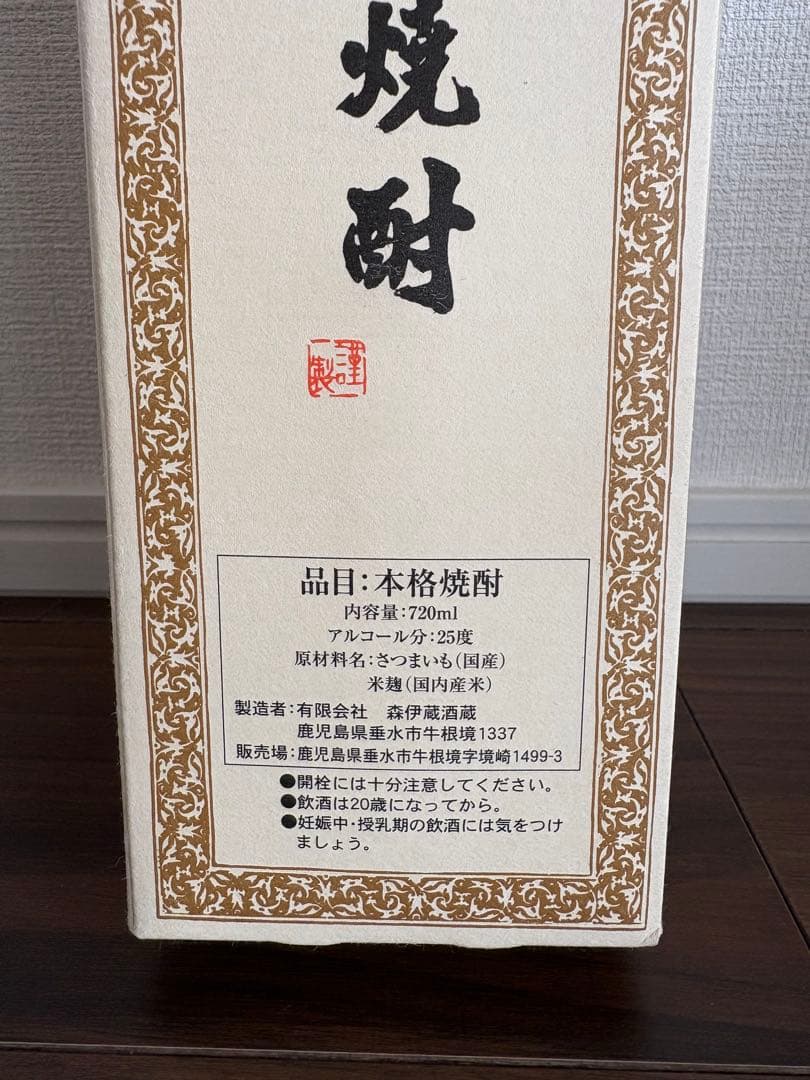 焼酎
謹製
品目：本格焼酎
内容量：720ml
アルコール分：25度
原材料名：さつまいも（国産）
米麹（国内産米）
製造者：有限会社　森伊蔵酒蔵
鹿児島県垂水市牛根境1337
販売場：鹿児島県垂水市牛根境字境崎1499-3
●開栓には十分注意してください。
●飲酒は20歳になってから。
●妊娠中・授乳期の飲酒には気をつけ
ましょう。